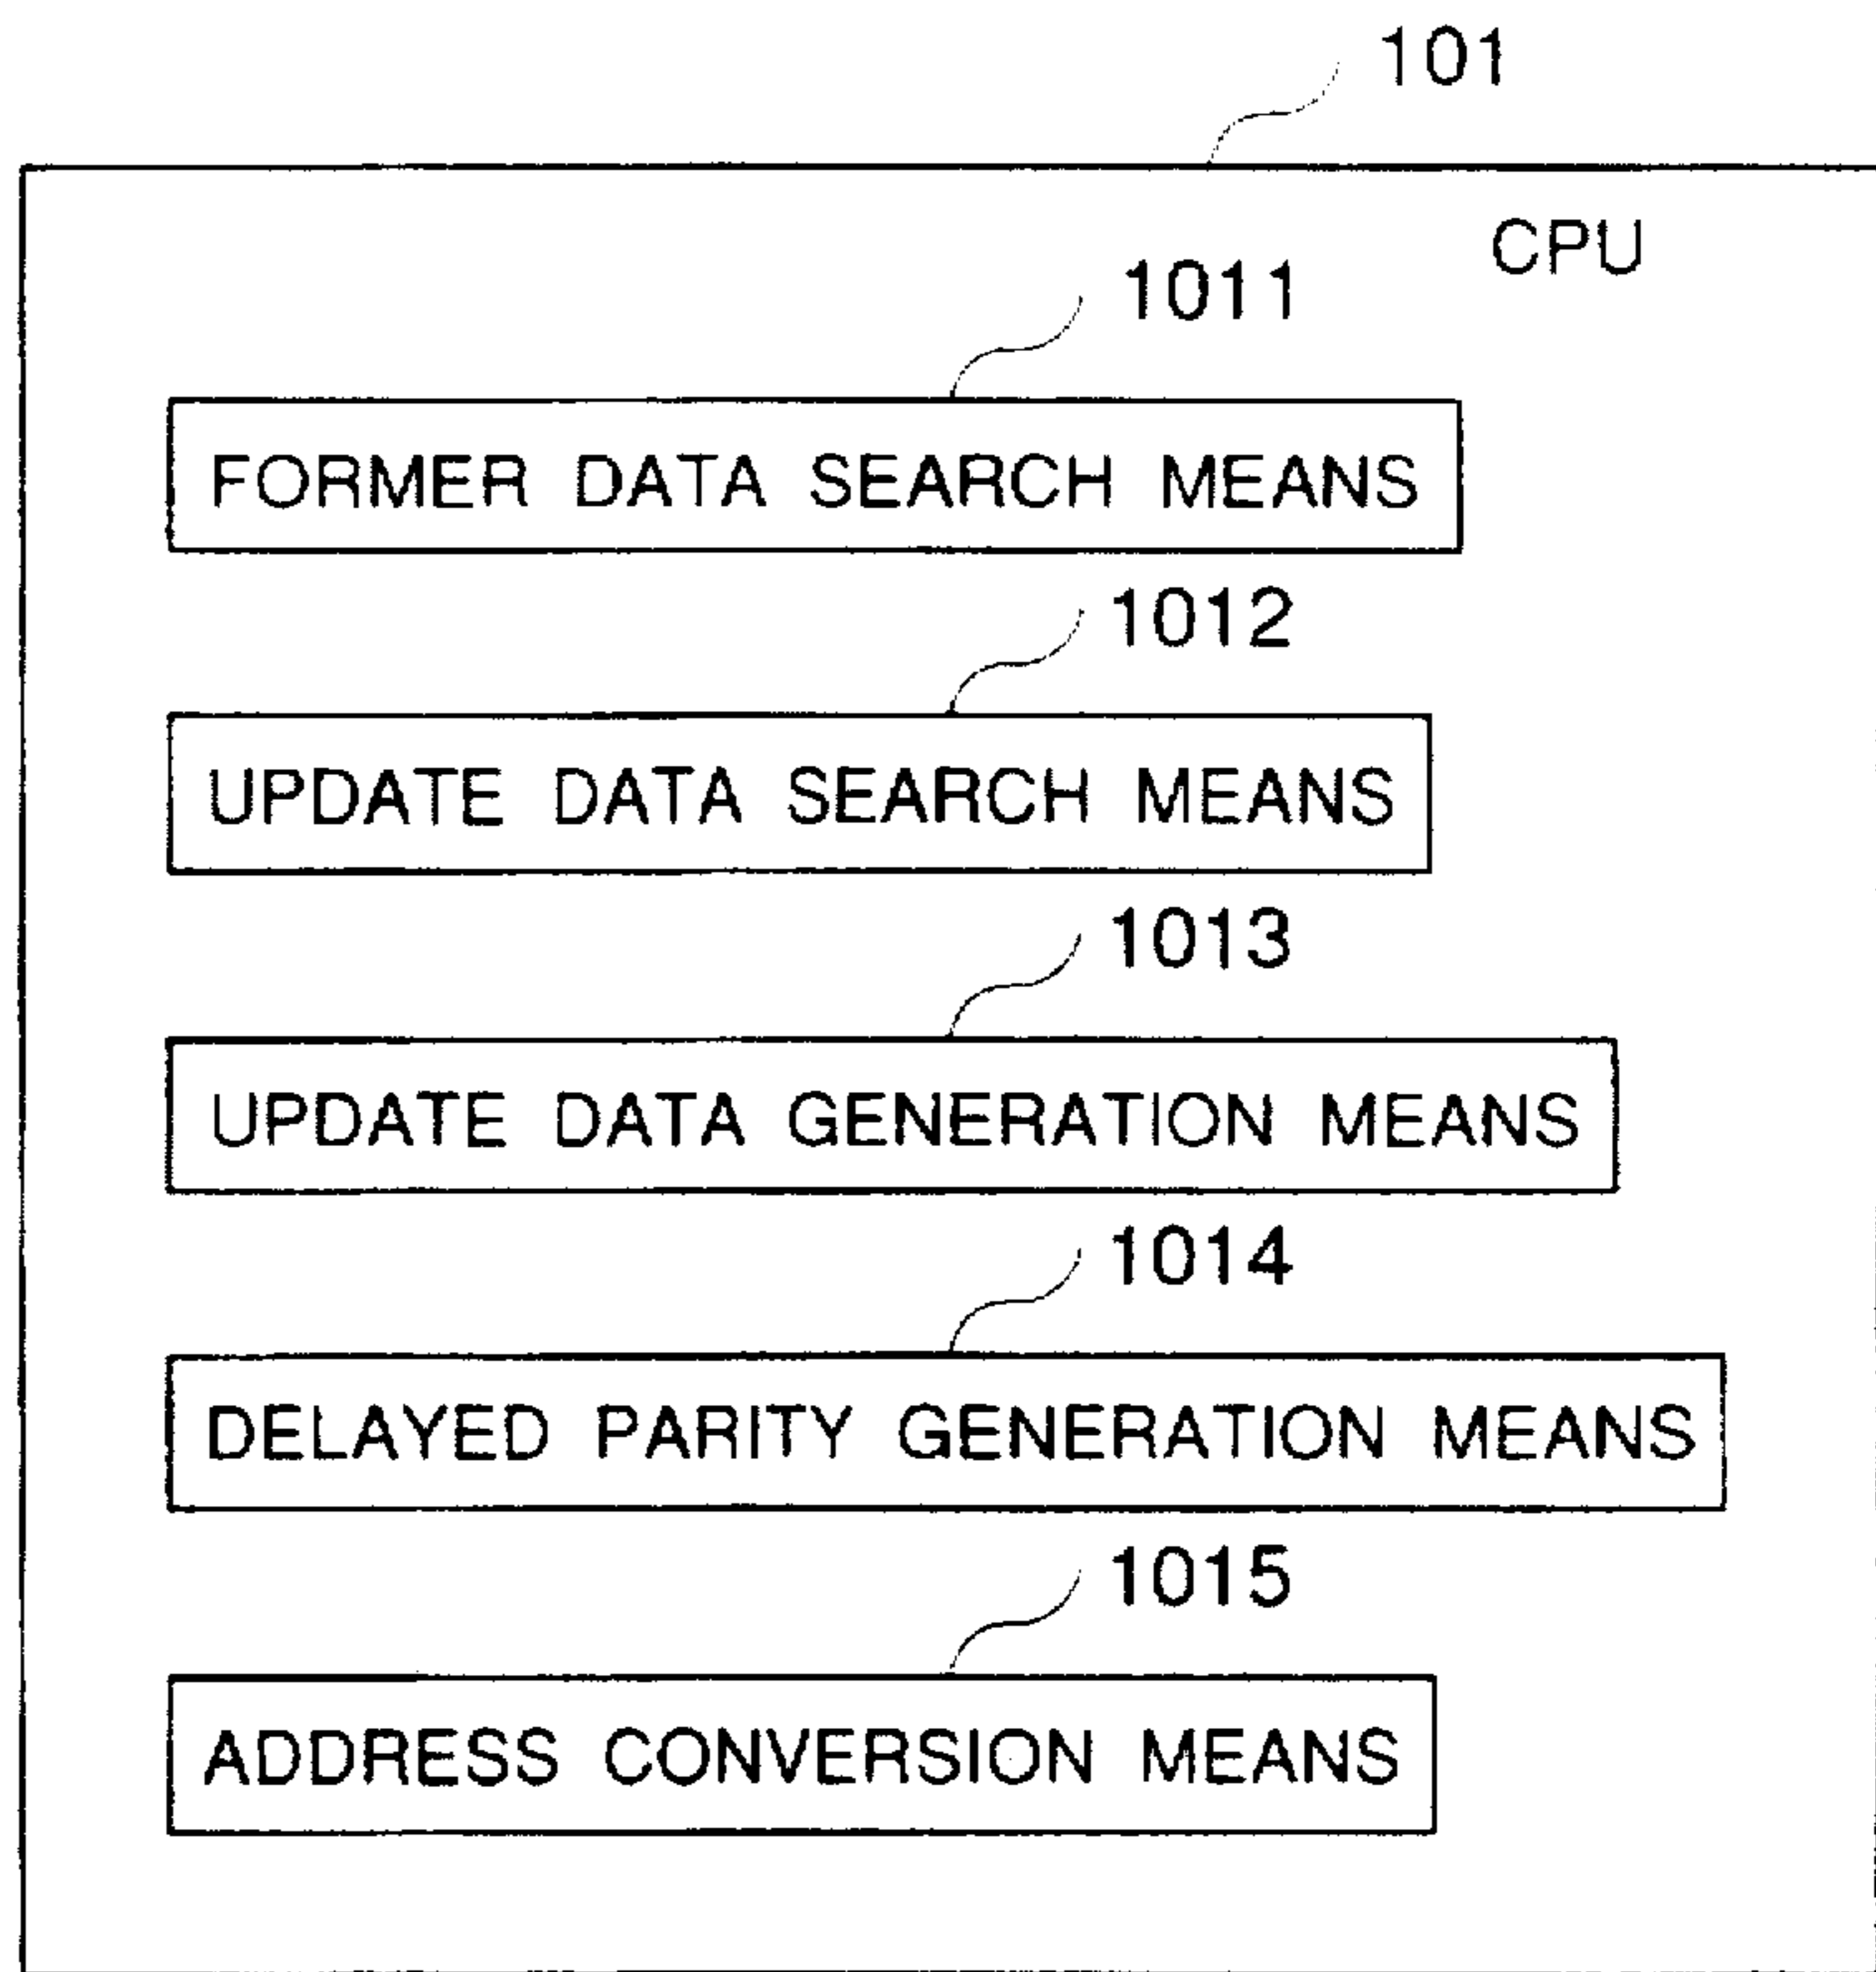 101
CPU
1011
FORMER DATA SEARCH MEANS
1012
UPDATE DATA SEARCH MEANS
1013
UPDATE DATA GENERATION MEANS
1014
DELAYED PARITY GENERATION MEANS
1015
ADDRESS CONVERSION MEANS